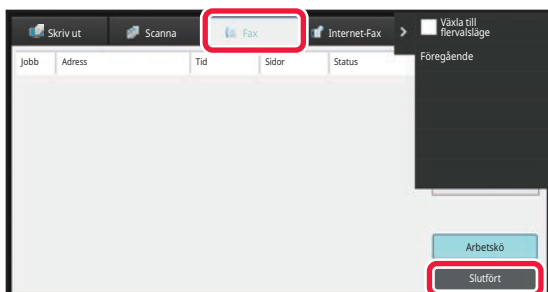 Skriv ut Scanna Fax Internet-Fax
Växla till
flervalsläge
Föregående
Jobb Adress Tid Sidor Status
Arbetskö
Slutfört